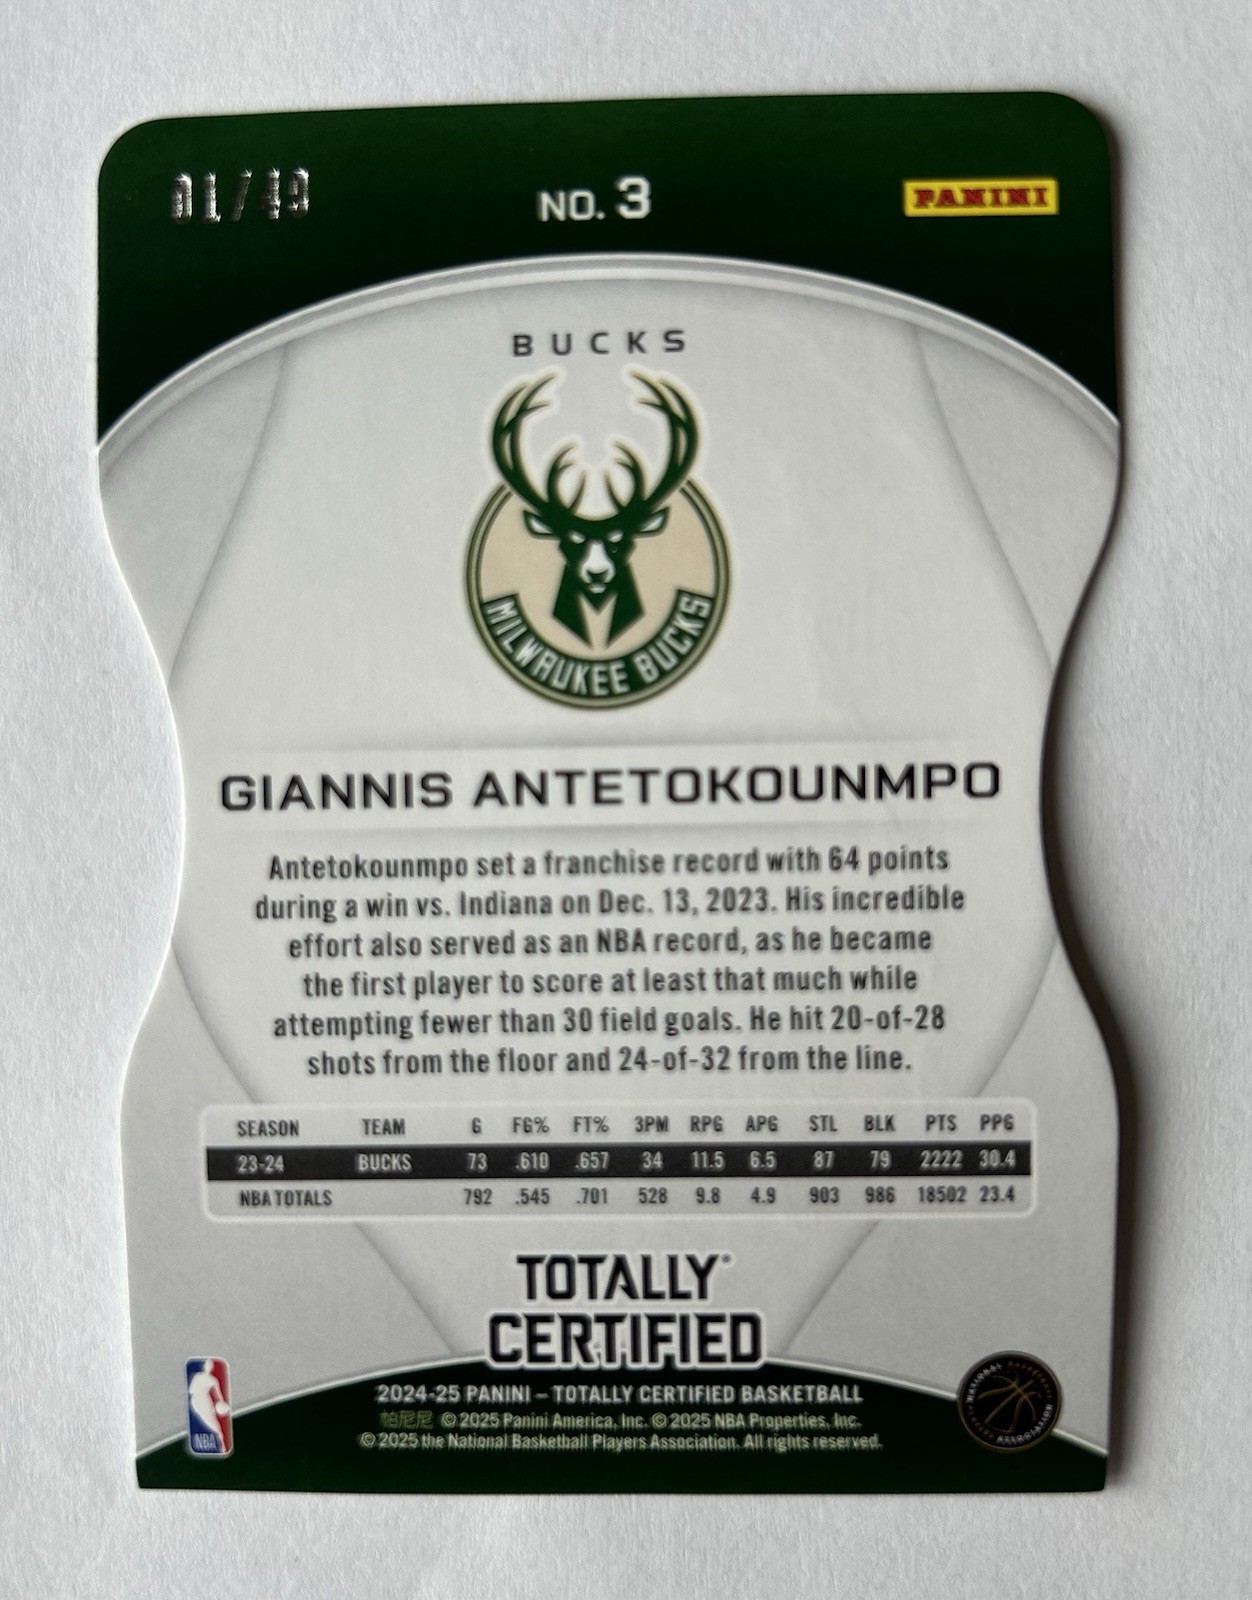 01/49
NO. 3
PANINI
BUCKS
MILWAUKEE BUCKS
GIANNIS ANTETOKOUNMPO
Antetokounmpo set a franchise record with 64 points
during a win vs. Indiana on Dec. 13, 2023. His incredible
effort also served as an NBA record, as he became
the first player to score at least that much while
attempting fewer than 30 field goals. He hit 20-of-28
shots from the floor and 24-of-32 from the line.
SEASON TEAM G FG% FT% 3PM RPG APG STL BLK PTS PPG
23-24 BUCKS 73 .610 .657 34 11.5 6.5 87 79 2222 30.4
NBA TOTALS 792 .545 .701 528 9.8 4.9 903 986 18502 23.4
TOTALLY
CERTIFIED
2024-25 PANINI – TOTALLY CERTIFIED BASKETBALL
帕尼尼 © 2025 Panini America, Inc. © 2025 NBA Properties, Inc.
© 2025 the National Basketball Players Association. All rights reserved.
NBA
NATIONAL BASKETBALL PLAYERS ASSOCIATION